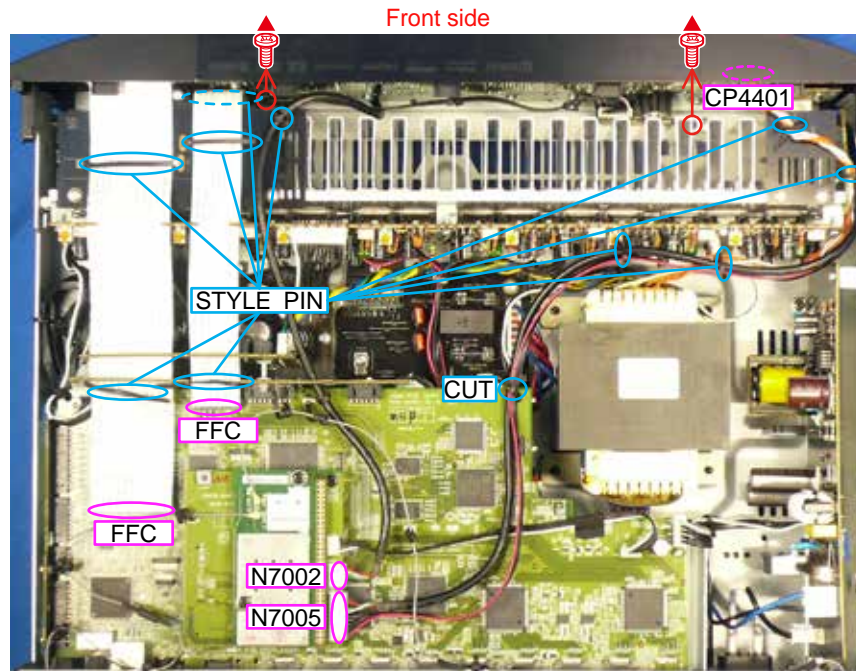 Front side
CP4401
STYLE PIN
CUT
FFC
FFC
N7002
N7005